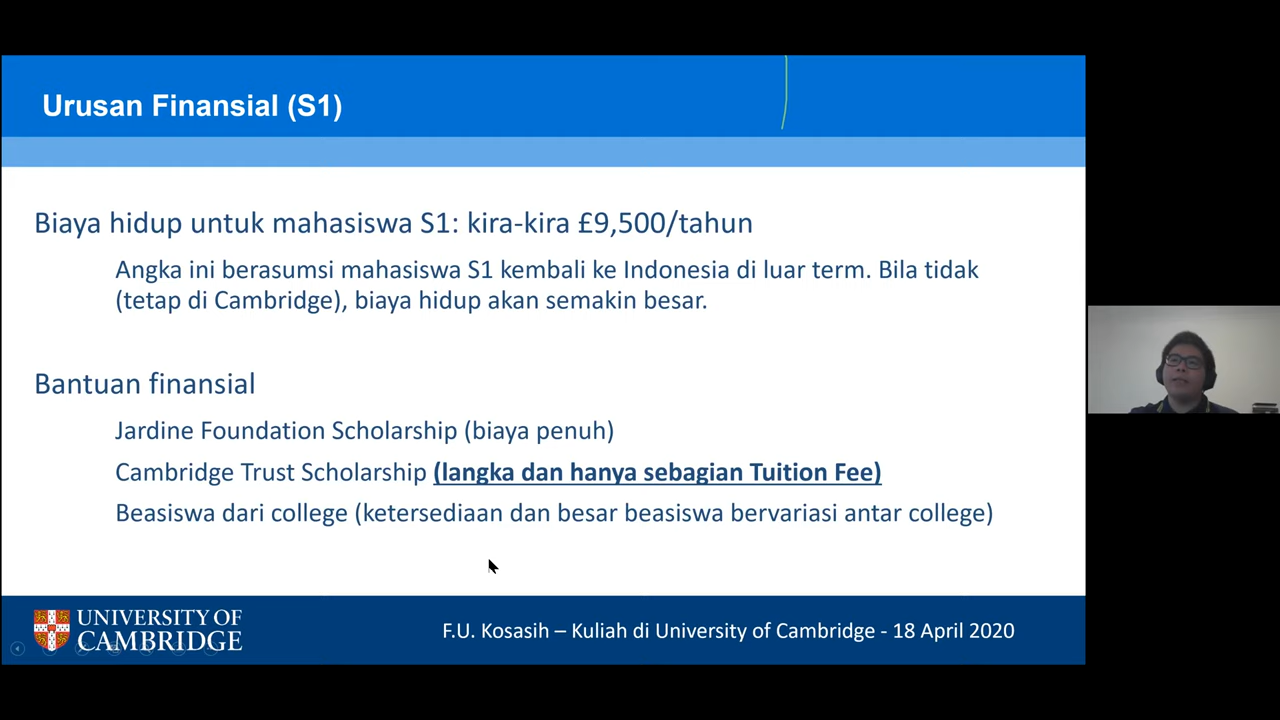 Urusan Finansial (S1)
Biaya hidup untuk mahasiswa S1: kira-kira £9,500/tahun
Angka ini berasumsi mahasiswa S1 kembali ke Indonesia di luar term. Bila tidak
(tetap di Cambridge), biaya hidup akan semakin besar.
Bantuan finansial
Jardine Foundation Scholarship (biaya penuh)
Cambridge Trust Scholarship (langka dan hanya sebagian Tuition Fee)
Beasiswa dari college (ketersediaan dan besar beasiswa bervariasi antar college)
UNIVERSITY OF
CAMBRIDGE
F.U. Kosasih – Kuliah di University of Cambridge - 18 April 2020